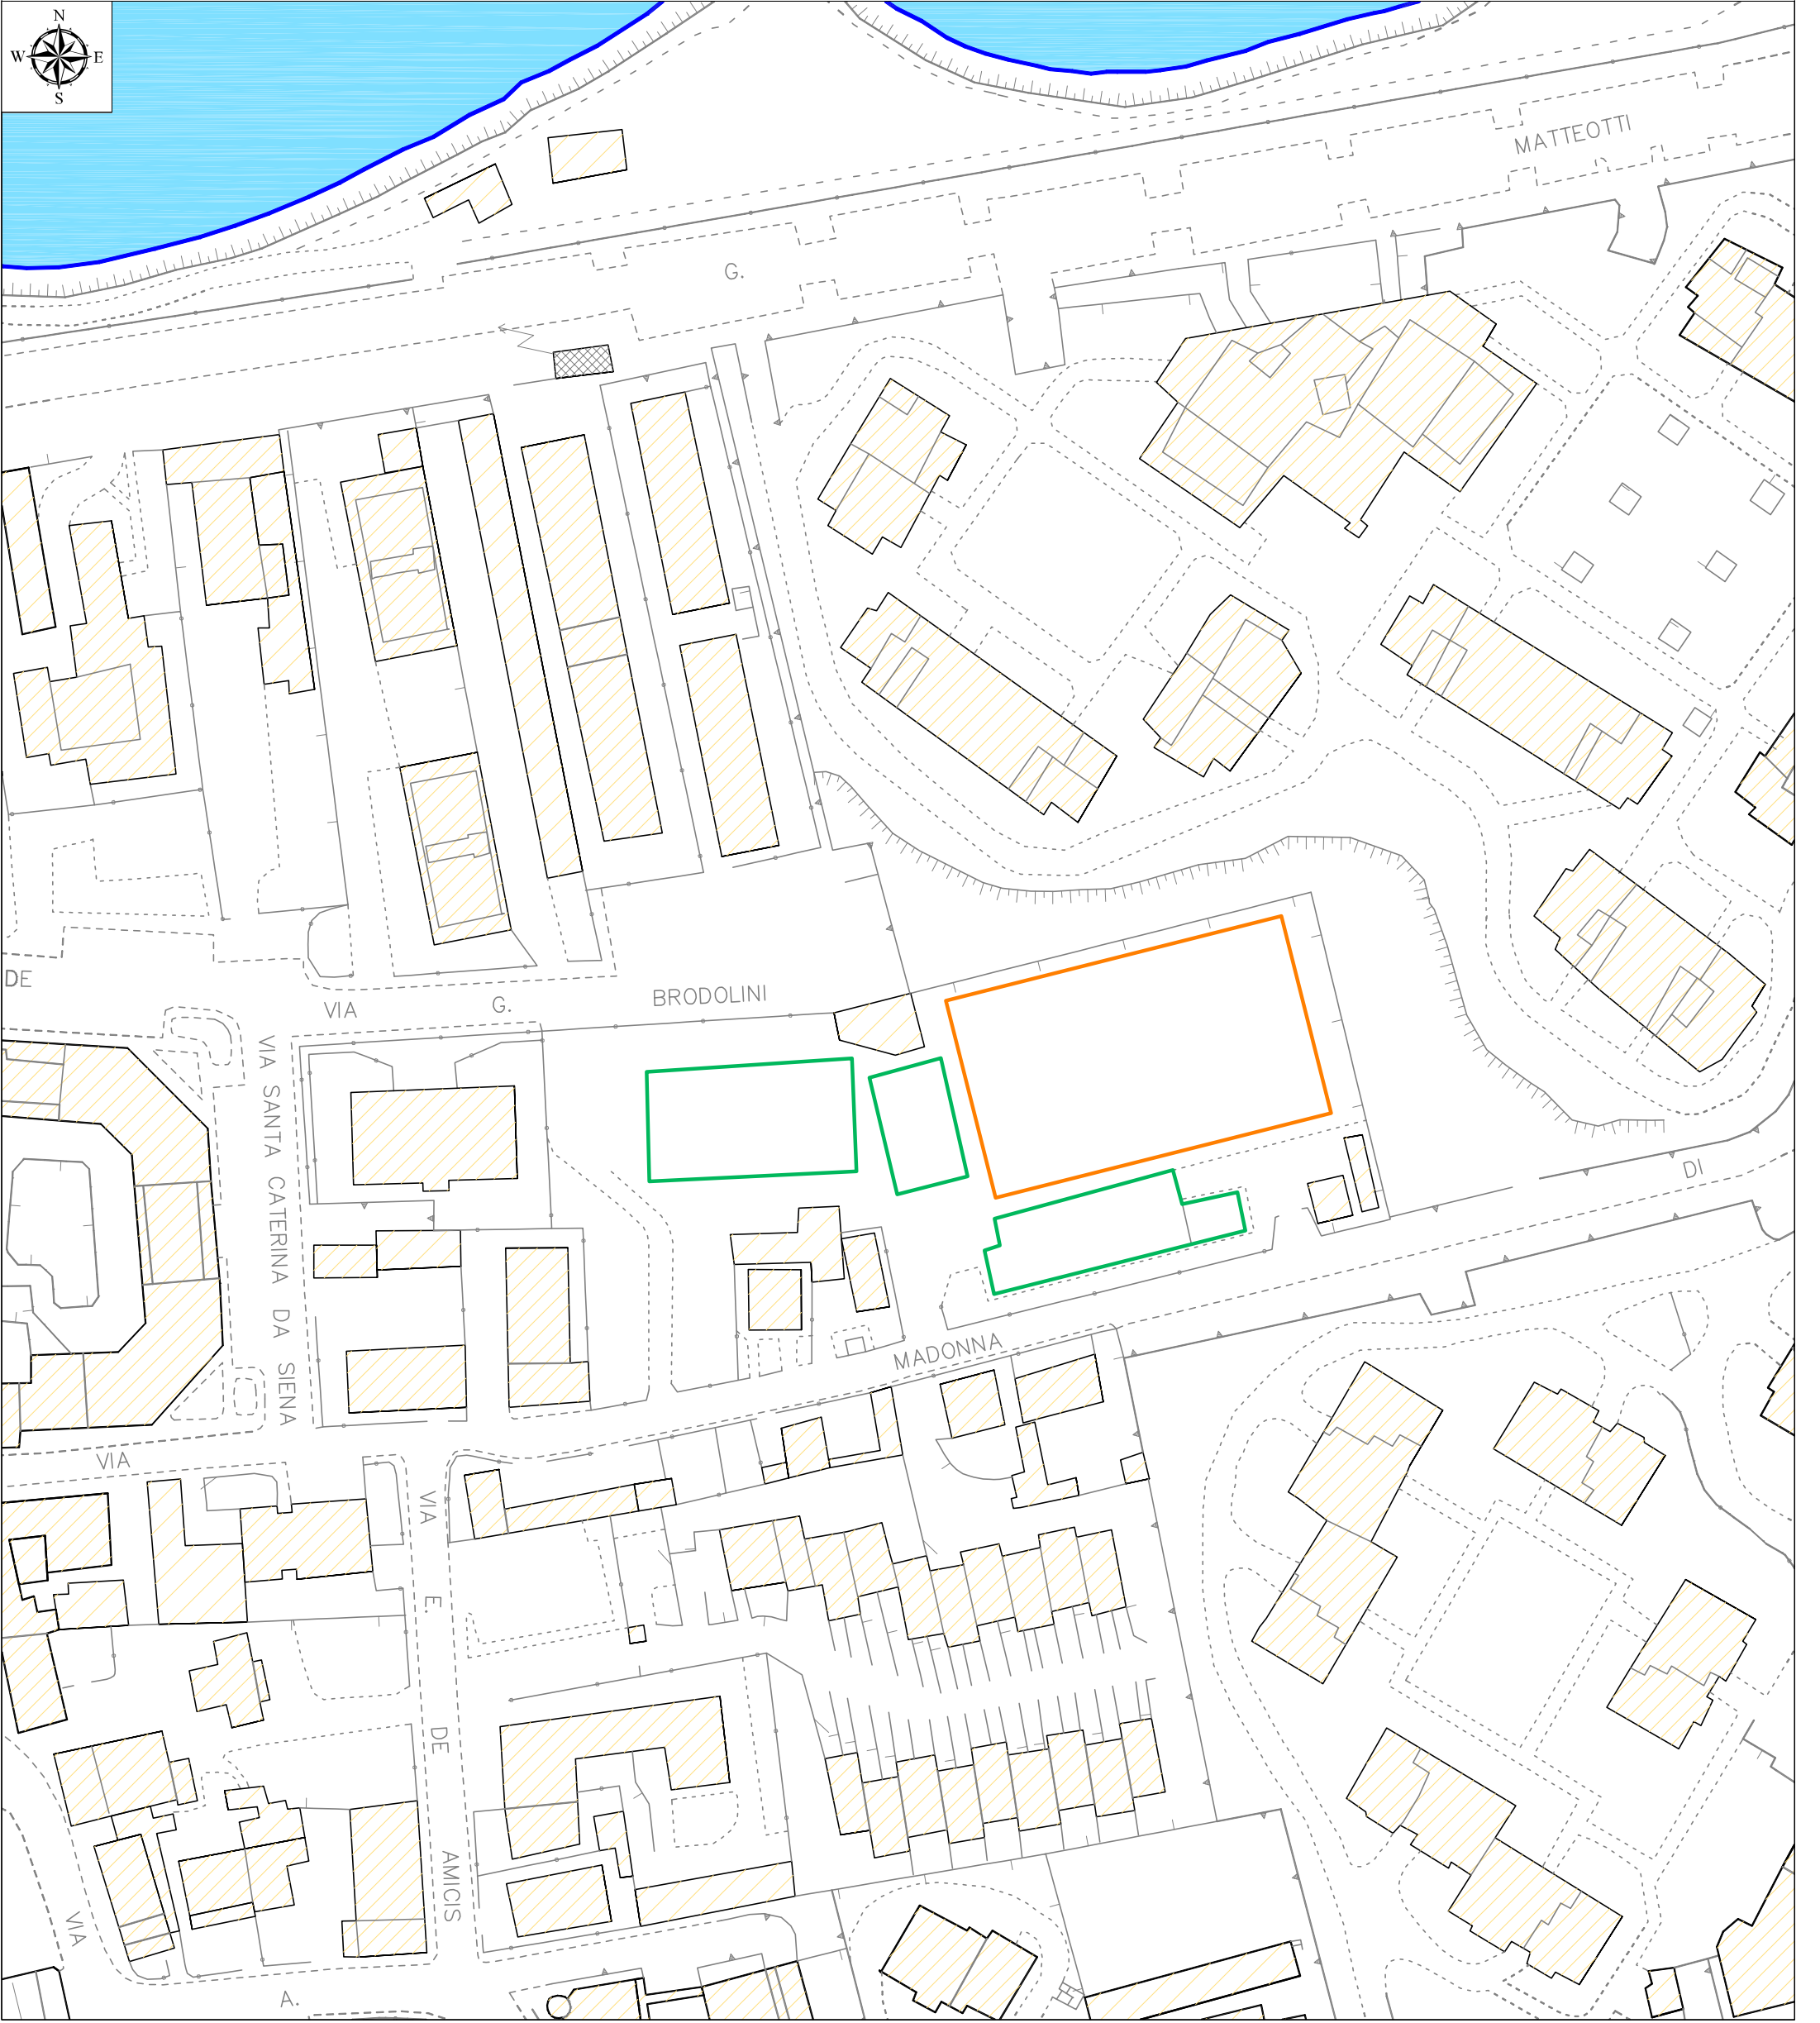 N
W E
S
MATTEOTTI
G.
DE
VIA G. BRODOLINI
VIA SANTA CATERINA DA SIENA
DI
MADONNA
VIA
VIA E. DE AMICIS
VIA
A.